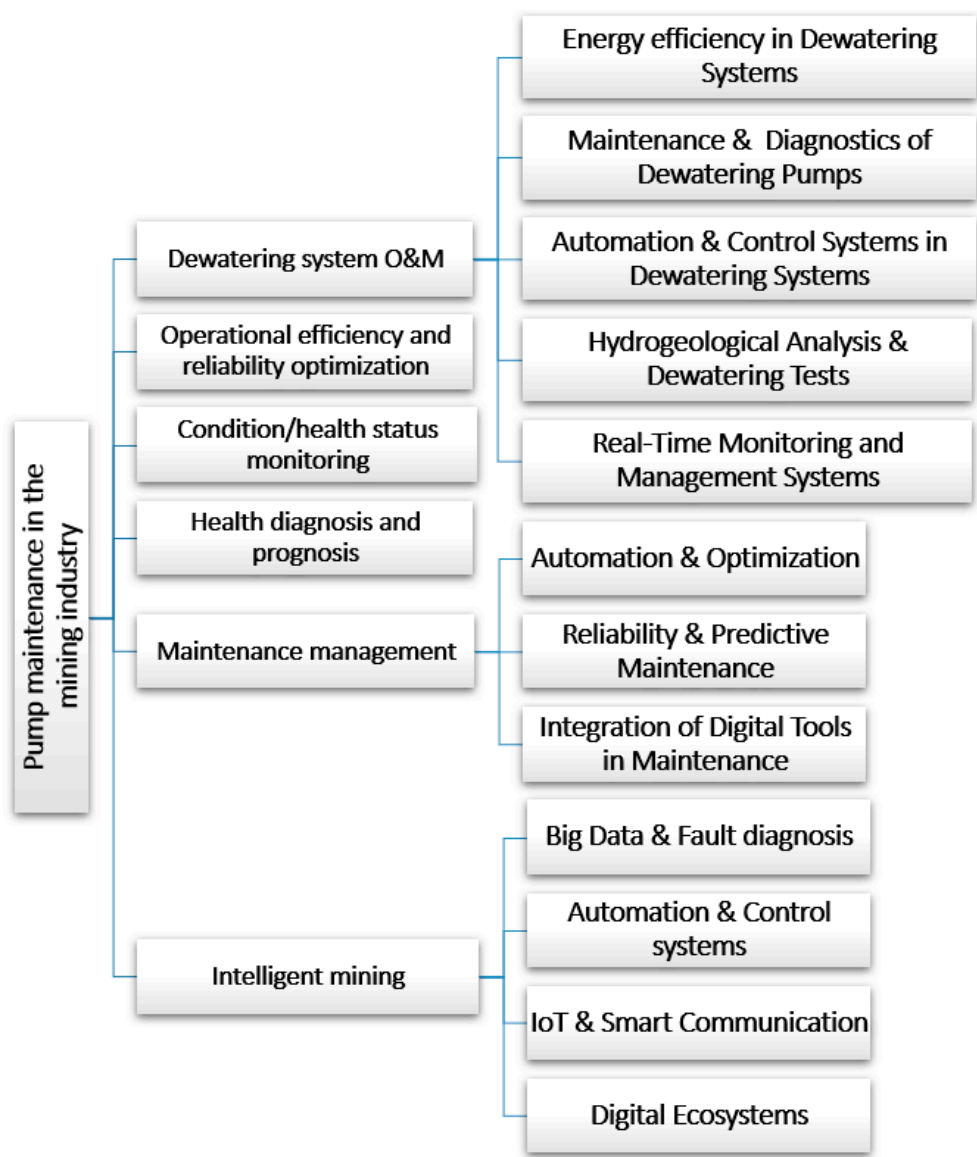 Pump maintenance in the
mining industry
Dewatering system O&M
Energy efficiency in Dewatering
Systems
Maintenance & Diagnostics of
Dewatering Pumps
Automation & Control Systems in
Dewatering Systems
Hydrogeological Analysis &
Dewatering Tests
Real-Time Monitoring and
Management Systems
Operational efficiency and
reliability optimization
Condition/health status
monitoring
Health diagnosis and
prognosis
Maintenance management
Automation & Optimization
Reliability & Predictive
Maintenance
Integration of Digital Tools
in Maintenance
Intelligent mining
Big Data & Fault diagnosis
Automation & Control
systems
IoT & Smart Communication
Digital Ecosystems